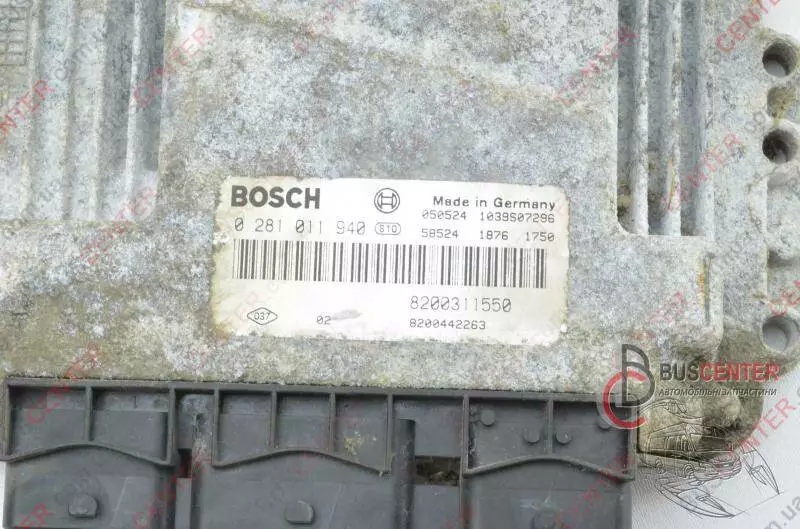 BOSCH Made in Germany
050524 1039S07296
0 281 011 940 S10 58524 1876 1750
8200311550
037 02 8200442263
BUSCENTER
АВТОМОБІЛЬНІ ЗАПЧАСТИНИ